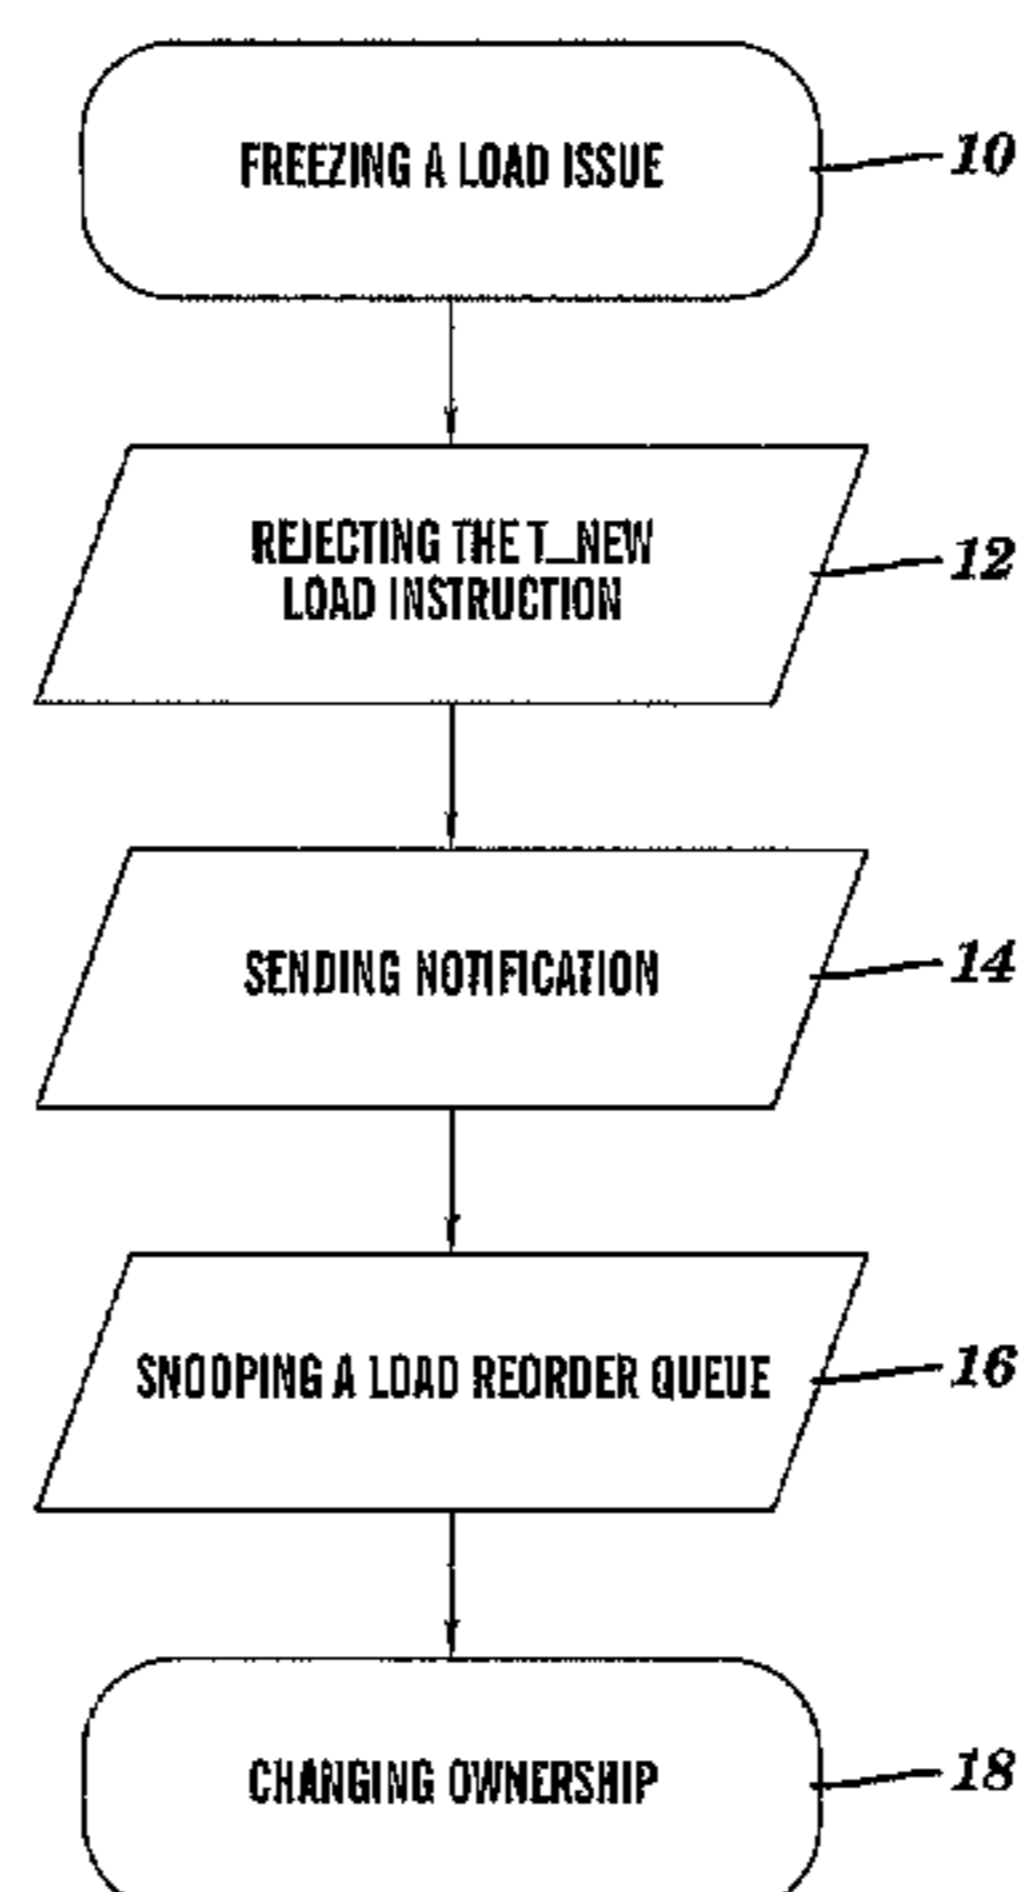 FREEZING A LOAD ISSUE
10
REJECTING THE T_NEW
LOAD INSTRUCTION
12
SENDING NOTIFICATION
14
SNOOPING A LOAD REORDER QUEUE
16
CHANGING OWNERSHIP
18